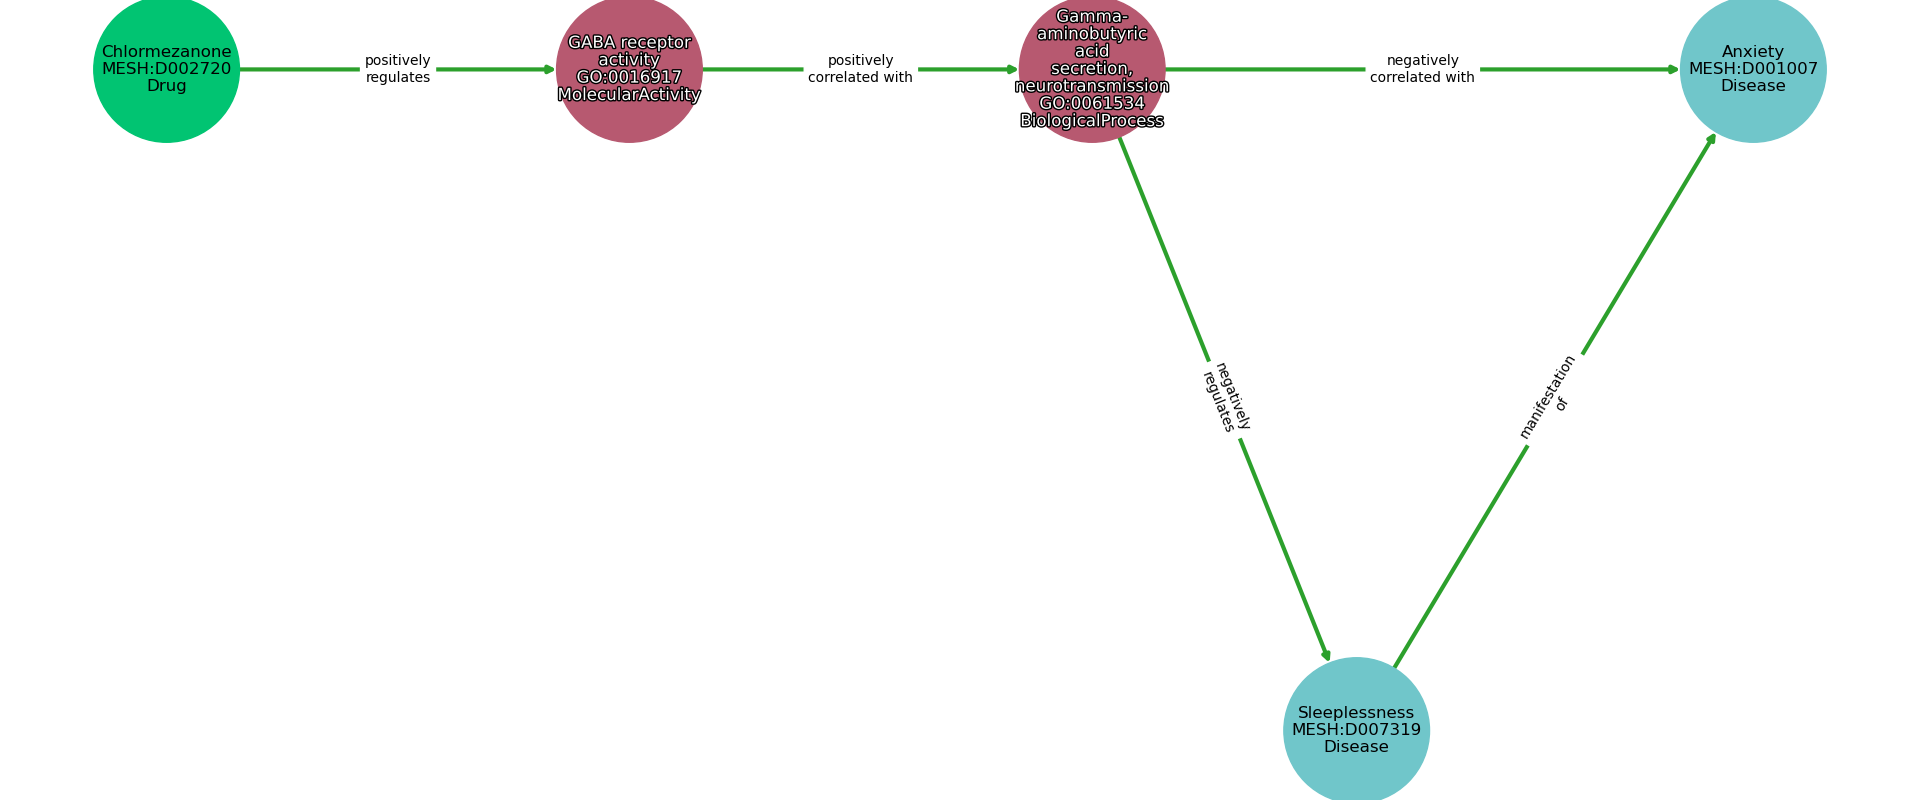 Chlormezanone
MESH:D002720
Drug
positively
regulates
GABA receptor
activity
GO:0016917
MolecularActivity
positively
correlated with
Gamma-
aminobutyric
acid
secretion,
neurotransmission
GO:0061534
BiologicalProcess
negatively
correlated with
Anxiety
MESH:D001007
Disease
negatively
regulates
manifestation
of
Sleeplessness
MESH:D007319
Disease